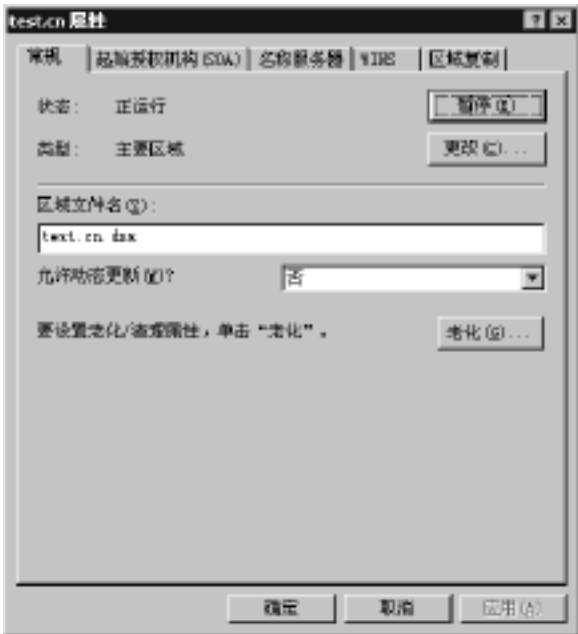 test.cn 属性
常规 起始授权机构(SOA) 名称服务器 WINS 区域复制
状态： 正运行 暂停(U)
类型： 主要区域 更改(C)...
区域文件名(Z)：
text.cn.dns
允许动态更新(W)? 否
要设置老化/清理属性，单击“老化”。 老化(G)...
确定 取消 应用(A)